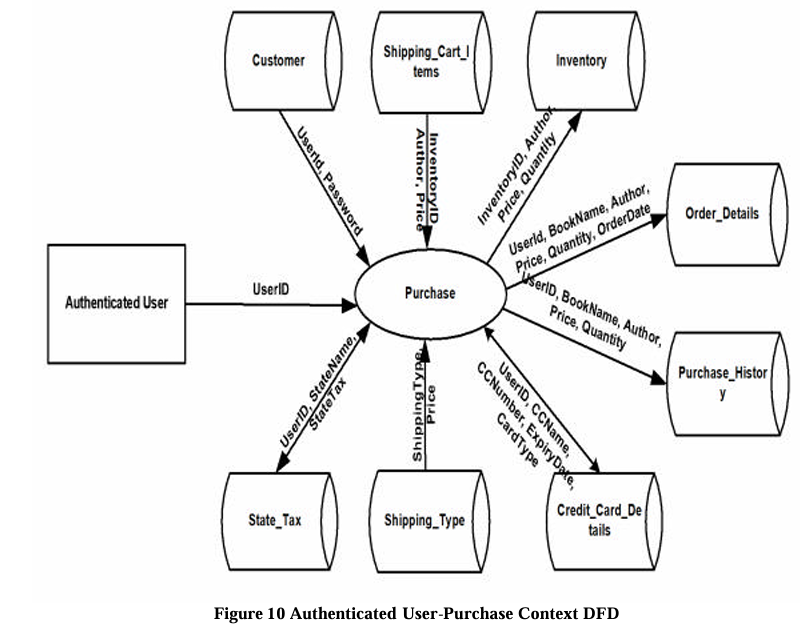 Customer
Shipping_Cart_I
tems
Inventory
UserId, Password
InventoryID
Author, Price
InventoryID, Author,
Price, Quantity
Order_Details
UserId, BookName, Author,
Price, Quantity, OrderDate
Authenticated User
UserID
Purchase
UserID, BookName, Author,
Price, Quantity
Purchase_Histor
y
UserID, StateName,
StateTax
ShippingType,
Price
UserID, CCName,
CCNumber, ExpiryDate,
CardType
State_Tax
Shipping_Type
Credit_Card_De
tails
Figure 10 Authenticated User-Purchase Context DFD